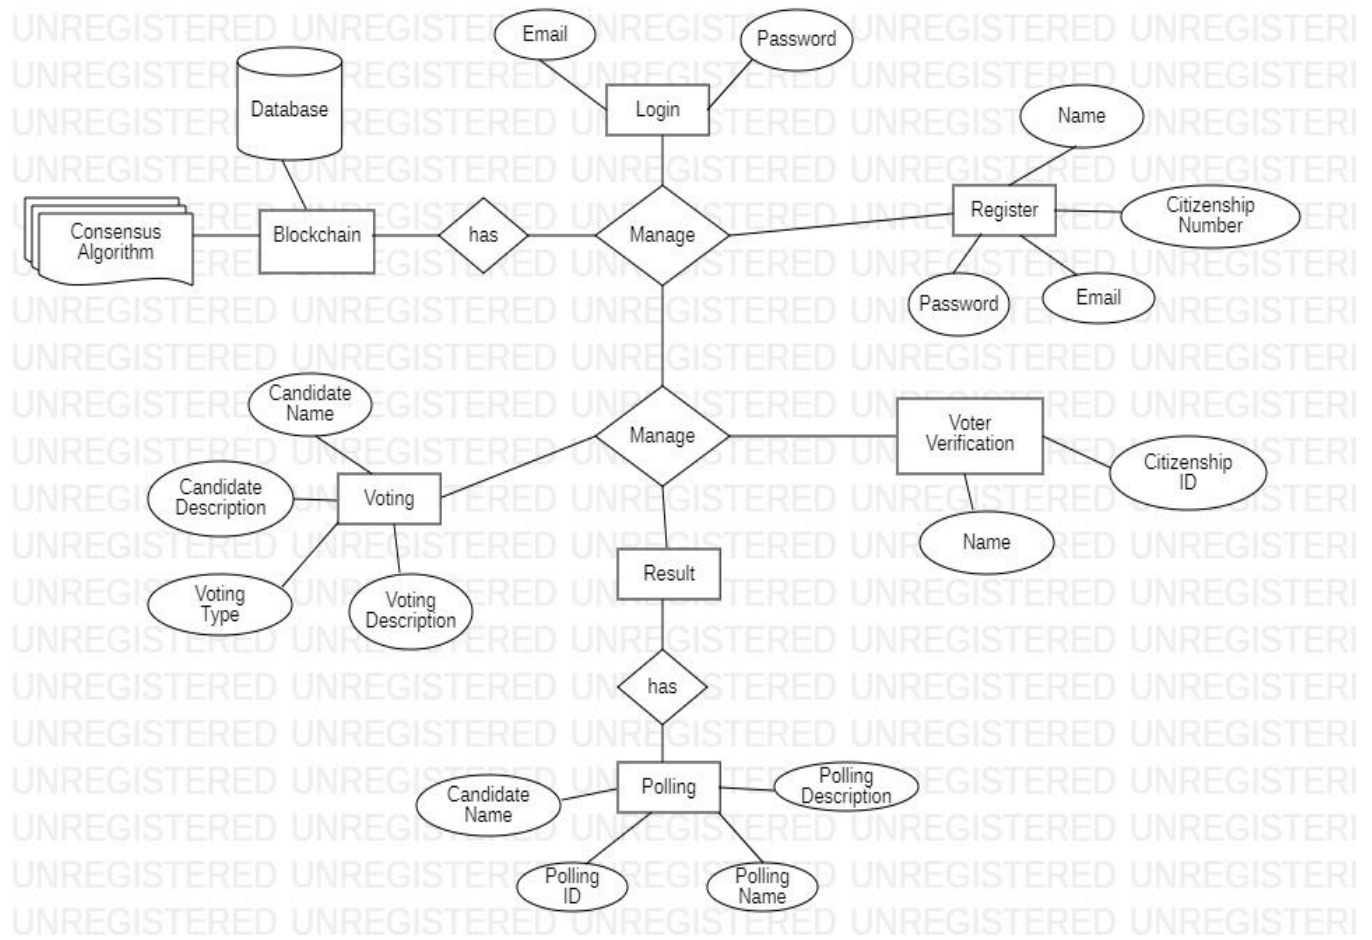 Email
Password
Login
Database
Name
Register
Citizenship
Number
Consensus
Algorithm
Blockchain
has
Manage
Password
Email
Candidate
Name
Manage
Voter
Verification
Citizenship
ID
Candidate
Description
Voting
Name
Result
Voting
Type
Voting
Description
has
Polling
Polling
Description
Candidate
Name
Polling
ID
Polling
Name
UNREGISTERED UNREGISTERED UNREGISTERED UNREGISTERED UNREGISTERE